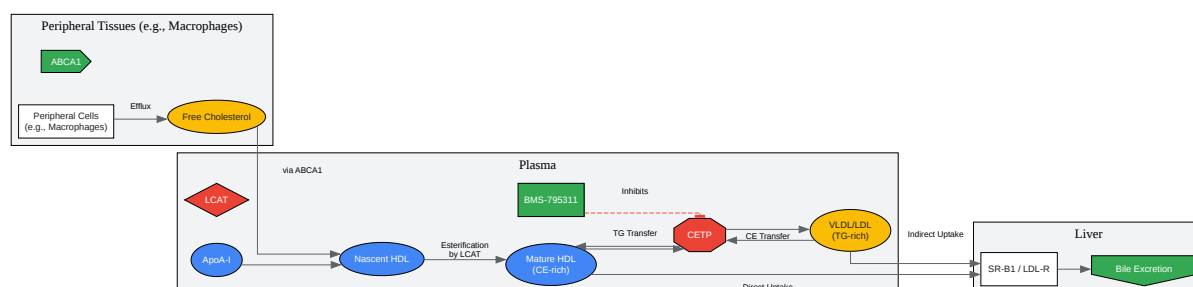 Peripheral Tissues (e.g., Macrophages)
ABCA1
Efflux
Peripheral Cells
(e.g., Macrophages)
Free Cholesterol
Plasma
via ABCA1
LCAT
BMS-795311
Inhibits
CETP
VLDL/LDL
(TG-rich)
TG Transfer
CE Transfer
Indirect Uptake
Liver
ApoA-I
Nascent HDL
Esterification
by LCAT
Mature HDL
(CE-rich)
SR-B1 / LDL-R
Bile Excretion
Direct Uptake